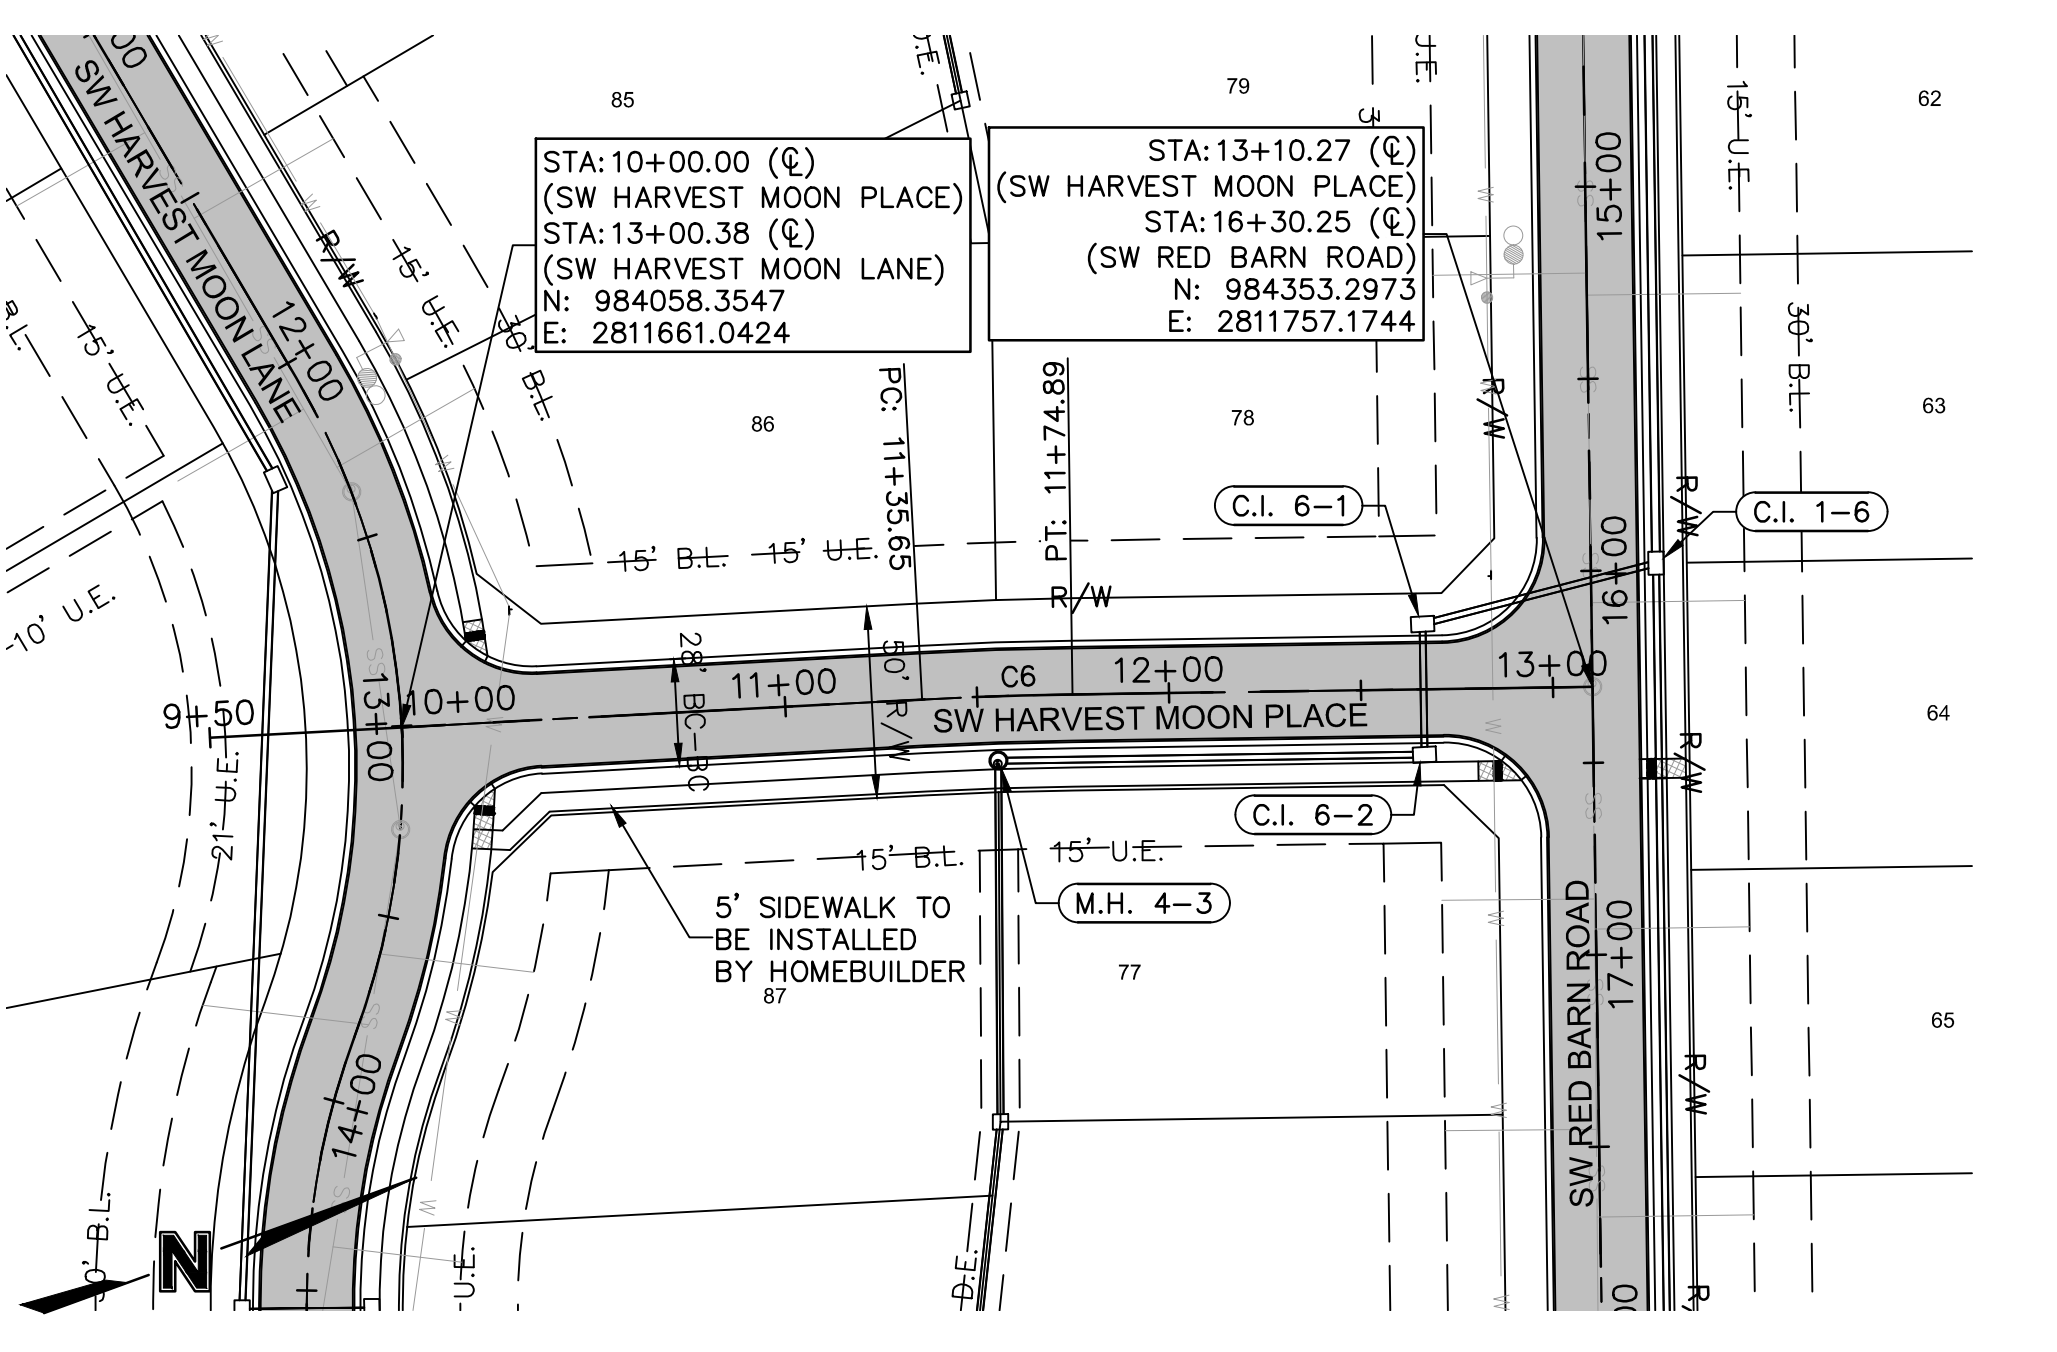 SW HARVEST MOON LANE
12+00
13+00
14+00
R/W
15' U.E.
30' B.L.
15' U.E.
21' U.E.
85
79
62
STA:10+00.00 (℄)
(SW HARVEST MOON PLACE)
STA:13+00.38 (℄)
(SW HARVEST MOON LANE)
N: 984058.3547
E: 2811661.0424
STA:13+10.27 (℄)
(SW HARVEST MOON PLACE)
STA:16+30.25 (℄)
(SW RED BARN ROAD)
N: 984353.2973
E: 2811757.1744
15' U.E.
30' B.L.
15+00
16+00
17+00
SW RED BARN ROAD
R/W
R/W
R/W
R/W
86
78
63
PC: 11+35.65
PT: 11+74.89
C.I. 6-1
C.I. 1-6
15' B.L.
15' U.E.
R/W
10' U.E.
9+50
10+00
11+00
C6
12+00
13+00
SW HARVEST MOON PLACE
28' BC-BC
50' R/W
64
C.I. 6-2
15' B.L.
15' U.E.
M.H. 4-3
5' SIDEWALK TO
BE INSTALLED
BY HOMEBUILDER
87
77
65
U.E.
D.E.
N